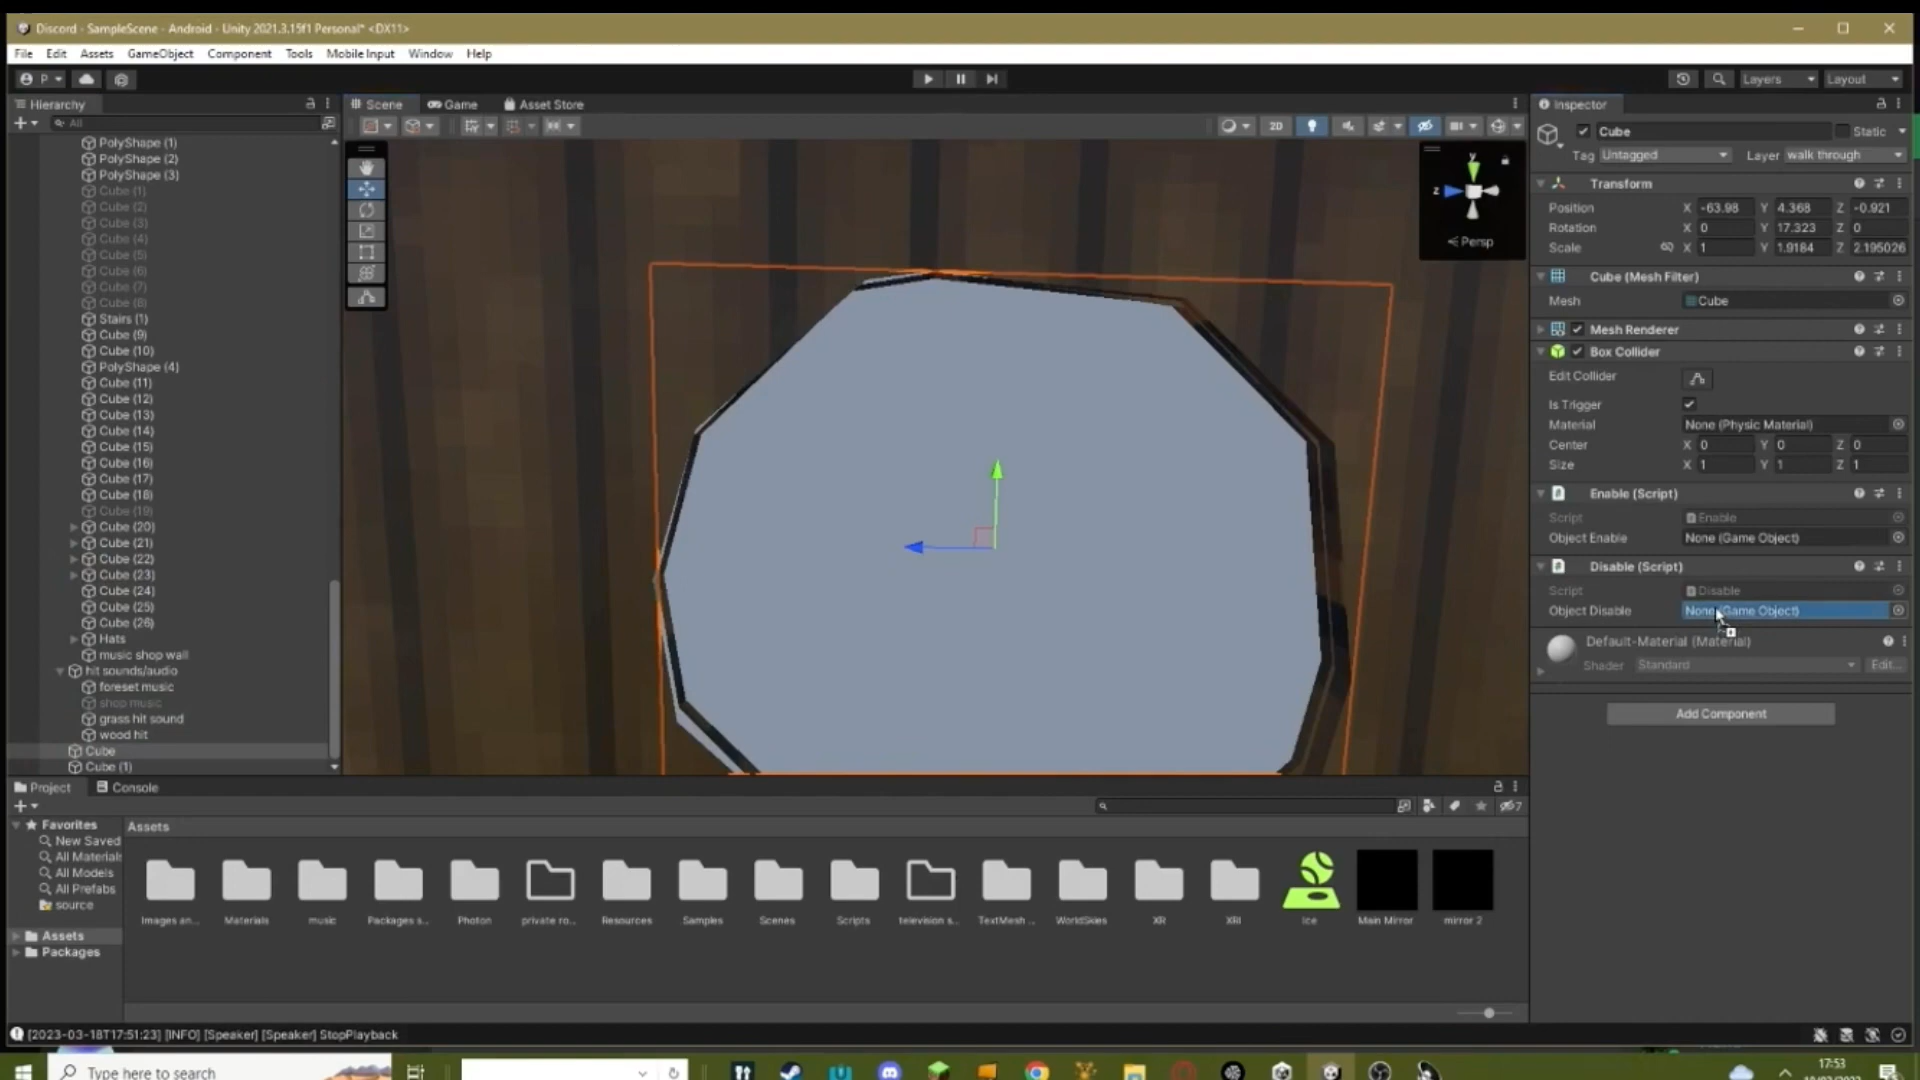 Discord - SampleScene - Android - Unity 2021.3.15f1 Personal* <DX11>
File Edit Assets GameObject Component Tools Mobile Input Window Help
P Layers Layout
Hierarchy
All
PolyShape (1)
PolyShape (2)
PolyShape (3)
Cube (1)
Cube (2)
Cube (3)
Cube (4)
Cube (5)
Cube (6)
Cube (7)
Cube (8)
Stairs (1)
Cube (9)
Cube (10)
PolyShape (4)
Cube (11)
Cube (12)
Cube (13)
Cube (14)
Cube (15)
Cube (16)
Cube (17)
Cube (18)
Cube (19)
Cube (20)
Cube (21)
Cube (22)
Cube (23)
Cube (24)
Cube (25)
Cube (26)
Hats
music shop wall
hit sounds/audio
foreset music
shop music
grass hit sound
wood hit
Cube
Cube (1)
Scene Game Asset Store
2D
y
z
Persp
Inspector
Cube Static
Tag Untagged Layer walk through
Transform
Position X -63.98 Y 4.368 Z -0.921
Rotation X 0 Y 17.323 Z 0
Scale X 1 Y 1.9184 Z 2.195026
Cube (Mesh Filter)
Mesh Cube
Mesh Renderer
Box Collider
Edit Collider
Is Trigger
Material None (Physic Material)
Center X 0 Y 0 Z 0
Size X 1 Y 1 Z 1
Enable (Script)
Script Enable
Object Enable None (Game Object)
Disable (Script)
Script Disable
Object Disable None (Game Object)
Default-Material (Material)
Shader Standard Edit...
Add Component
Project Console
7
Favorites
New Saved
All Material
All Models
All Prefabs
source
Assets
Packages
Assets
Images an... Materials music Packages s... Photon private ro... Resources Samples Scenes Scripts television s... TextMesh ... WorldSkies XR XRI Ice Main Mirror mirror 2
[2023-03-18T17:51:23] [INFO] [Speaker] [Speaker] StopPlayback
Type here to search
17:53